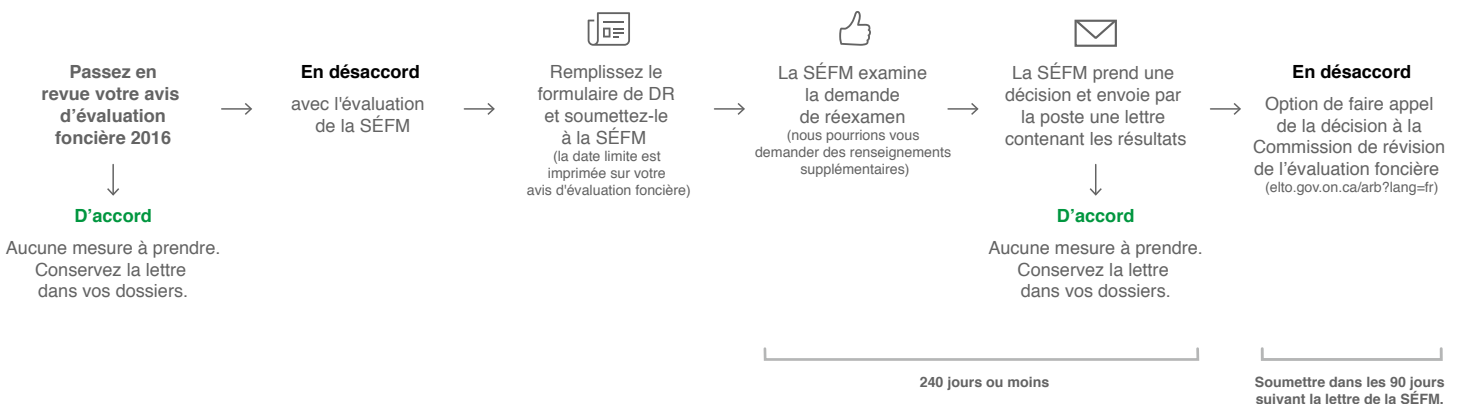 Passez en
revue votre avis
d'évaluation
foncière 2016
D'accord
Aucune mesure à prendre.
Conservez la lettre
dans vos dossiers.
En désaccord
avec l'évaluation
de la SÉFM
Remplissez le
formulaire de DR
et soumettez-le
à la SÉFM
(la date limite est
imprimée sur votre
avis d'évaluation foncière)
La SÉFM examine
la demande
de réexamen
(nous pourrions vous
demander des renseignements
supplémentaires)
La SÉFM prend une
décision et envoie par
la poste une lettre
contenant les résultats
D'accord
Aucune mesure à prendre.
Conservez la lettre
dans vos dossiers.
En désaccord
Option de faire appel
de la décision à la
Commission de révision
de l'évaluation foncière
(elto.gov.on.ca/arb?lang=fr)
240 jours ou moins
Soumettre dans les 90 jours
suivant la lettre de la SÉFM.